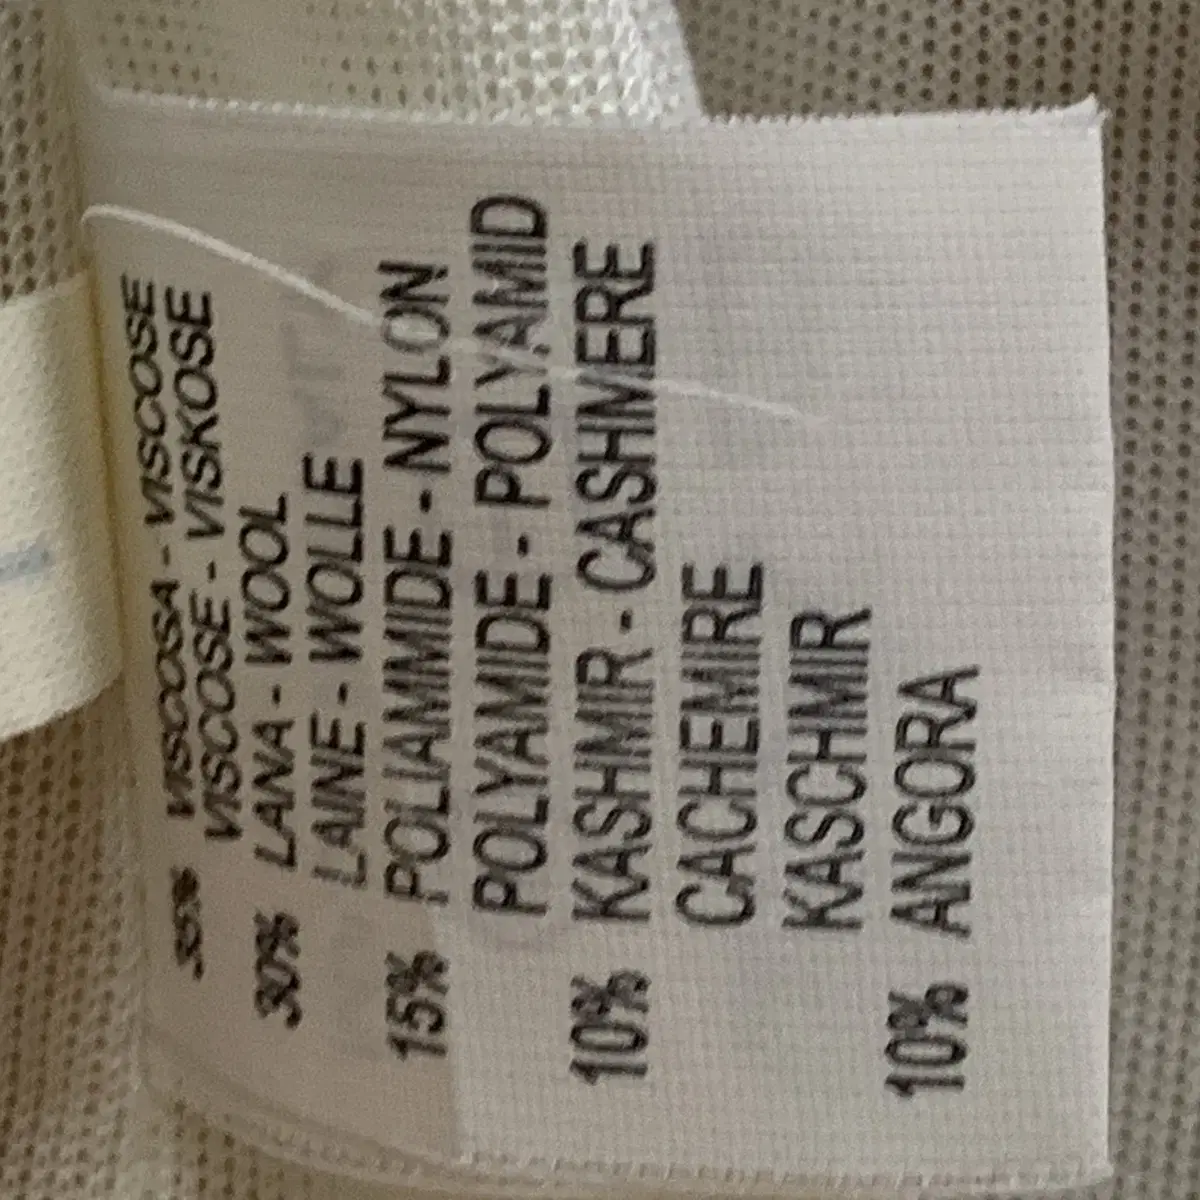 35% VISCOSA - VISCOSE
VISCOSE - VISKOSE
30% LANA - WOOL
LAINE - WOLLE
15% POLIAMMIDE - NYLON
POLYAMIDE - POLYAMID
10% KASHMIR - CASHMERE
CACHEMIRE
KASCHMIR
10% ANGORA